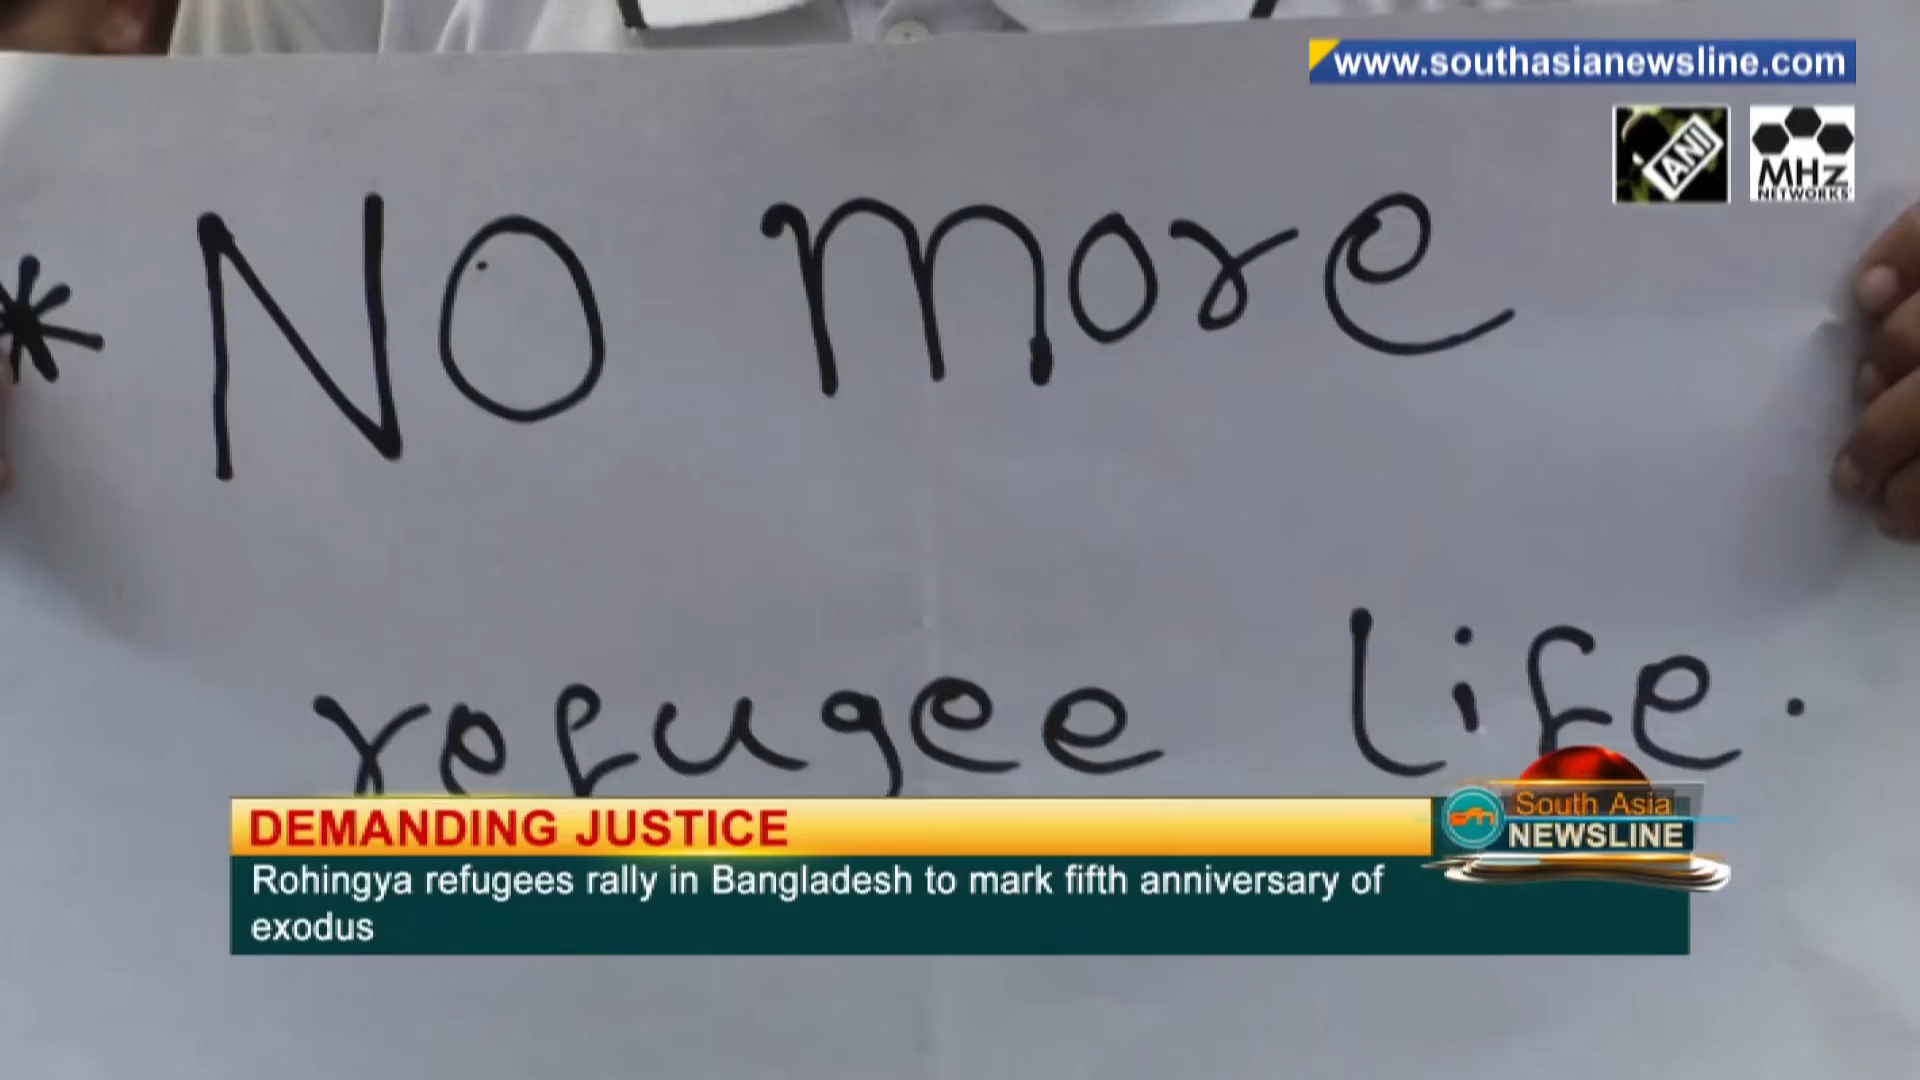 www.southasianewsline.com
ANI
MHz
NETWORKS
* No more
refugee life.
DEMANDING JUSTICE
South Asia
NEWSLINE
Rohingya refugees rally in Bangladesh to mark fifth anniversary of
exodus